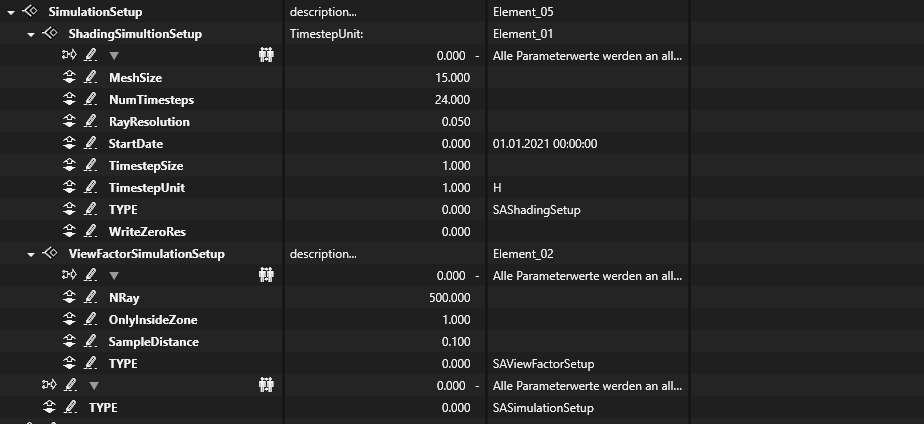 SimulationSetup description... Element_05
ShadingSimultionSetup TimestepUnit: Element_01
0.000 - Alle Parameterwerte werden an all...
MeshSize 15.000
NumTimesteps 24.000
RayResolution 0.050
StartDate 0.000 01.01.2021 00:00:00
TimestepSize 1.000
TimestepUnit 1.000 H
TYPE 0.000 SAShadingSetup
WriteZeroRes 0.000
ViewFactorSimulationSetup description... Element_02
0.000 - Alle Parameterwerte werden an all...
NRay 500.000
OnlyInsideZone 1.000
SampleDistance 0.100
TYPE 0.000 SAViewFactorSetup
0.000 - Alle Parameterwerte werden an all...
TYPE 0.000 SASimulationSetup